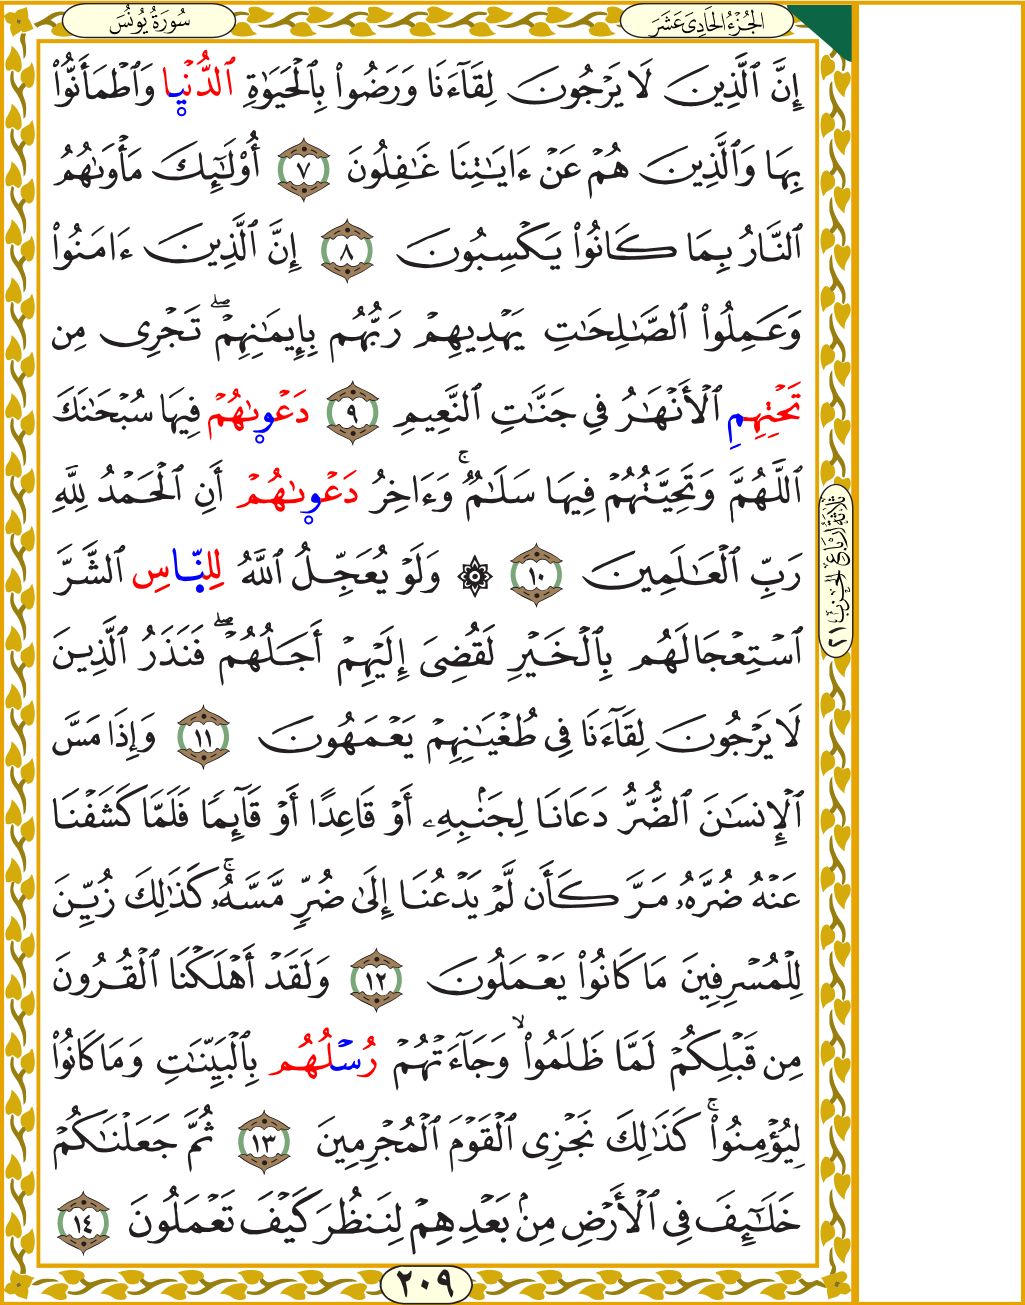 الجُزْءُ الحَادِيَ عَشَرَ
سُورَةُ يُونُسَ
إِنَّ ٱلَّذِينَ لَا يَرْجُونَ لِقَآءَنَا وَرَضُوا۟ بِٱلْحَيَوٰةِ ٱلدُّنْيِا وَٱطْمَأَنُّوا۟
بِهَا وَٱلَّذِينَ هُمْ عَنْ ءَايَٰتِنَا غَٰفِلُونَ ٧ أُو۟لَٰٓئِكَ مَأْوَىٰهُمُ
ٱلنَّارُ بِمَا كَانُوا۟ يَكْسِبُونَ ٨ إِنَّ ٱلَّذِينَ ءَامَنُوا۟
وَعَمِلُوا۟ ٱلصَّٰلِحَٰتِ يَهْدِيهِمْ رَبُّهُم بِإِيمَٰنِهِمْ ۖ تَجْرِى مِن
تَحْتِهِمِ ٱلْأَنْهَٰرُ فِى جَنَّٰتِ ٱلنَّعِيمِ ٩ دَعْوىٰهُمْ فِيهَا سُبْحَٰنَكَ
ٱللَّهُمَّ وَتَحِيَّتُهُمْ فِيهَا سَلَٰمٌ ۚ وَءَاخِرُ دَعْوىٰهُمْ أَنِ ٱلْحَمْدُ لِلَّهِ
رَبِّ ٱلْعَٰلَمِينَ ١٠ ۞ وَلَوْ يُعَجِّلُ ٱللَّهُ لِلنِّاسِ ٱلشَّرَّ
ٱسْتِعْجَالَهُم بِٱلْخَيْرِ لَقُضِىَ إِلَيْهِمْ أَجَلُهُمْ ۖ فَنَذَرُ ٱلَّذِينَ
لَا يَرْجُونَ لِقَآءَنَا فِى طُغْيَٰنِهِمْ يَعْمَهُونَ ١١ وَإِذَا مَسَّ
ٱلْإِنسَٰنَ ٱلضُّرُّ دَعَانَا لِجَنۢبِهِۦٓ أَوْ قَاعِدًا أَوْ قَآئِمًا فَلَمَّا كَشَفْنَا
عَنْهُ ضُرَّهُۥ مَرَّ كَأَن لَّمْ يَدْعُنَآ إِلَىٰ ضُرٍّ مَّسَّهُۥ ۚ كَذَٰلِكَ زُيِّنَ
لِلْمُسْرِفِينَ مَا كَانُوا۟ يَعْمَلُونَ ١٢ وَلَقَدْ أَهْلَكْنَا ٱلْقُرُونَ
مِن قَبْلِكُمْ لَمَّا ظَلَمُوا۟ ۙ وَجَآءَتْهُمْ رُسْلُهُم بِٱلْبَيِّنَٰتِ وَمَا كَانُوا۟
لِيُؤْمِنُوا۟ ۚ كَذَٰلِكَ نَجْزِى ٱلْقَوْمَ ٱلْمُجْرِمِينَ ١٣ ثُمَّ جَعَلْنَٰكُمْ
خَلَٰٓئِفَ فِى ٱلْأَرْضِ مِنۢ بَعْدِهِمْ لِنَنظُرَ كَيْفَ تَعْمَلُونَ ١٤
ثَلَاثَةُ أَرْبَاعِ الحِزْبِ ٢١
٢٠٩